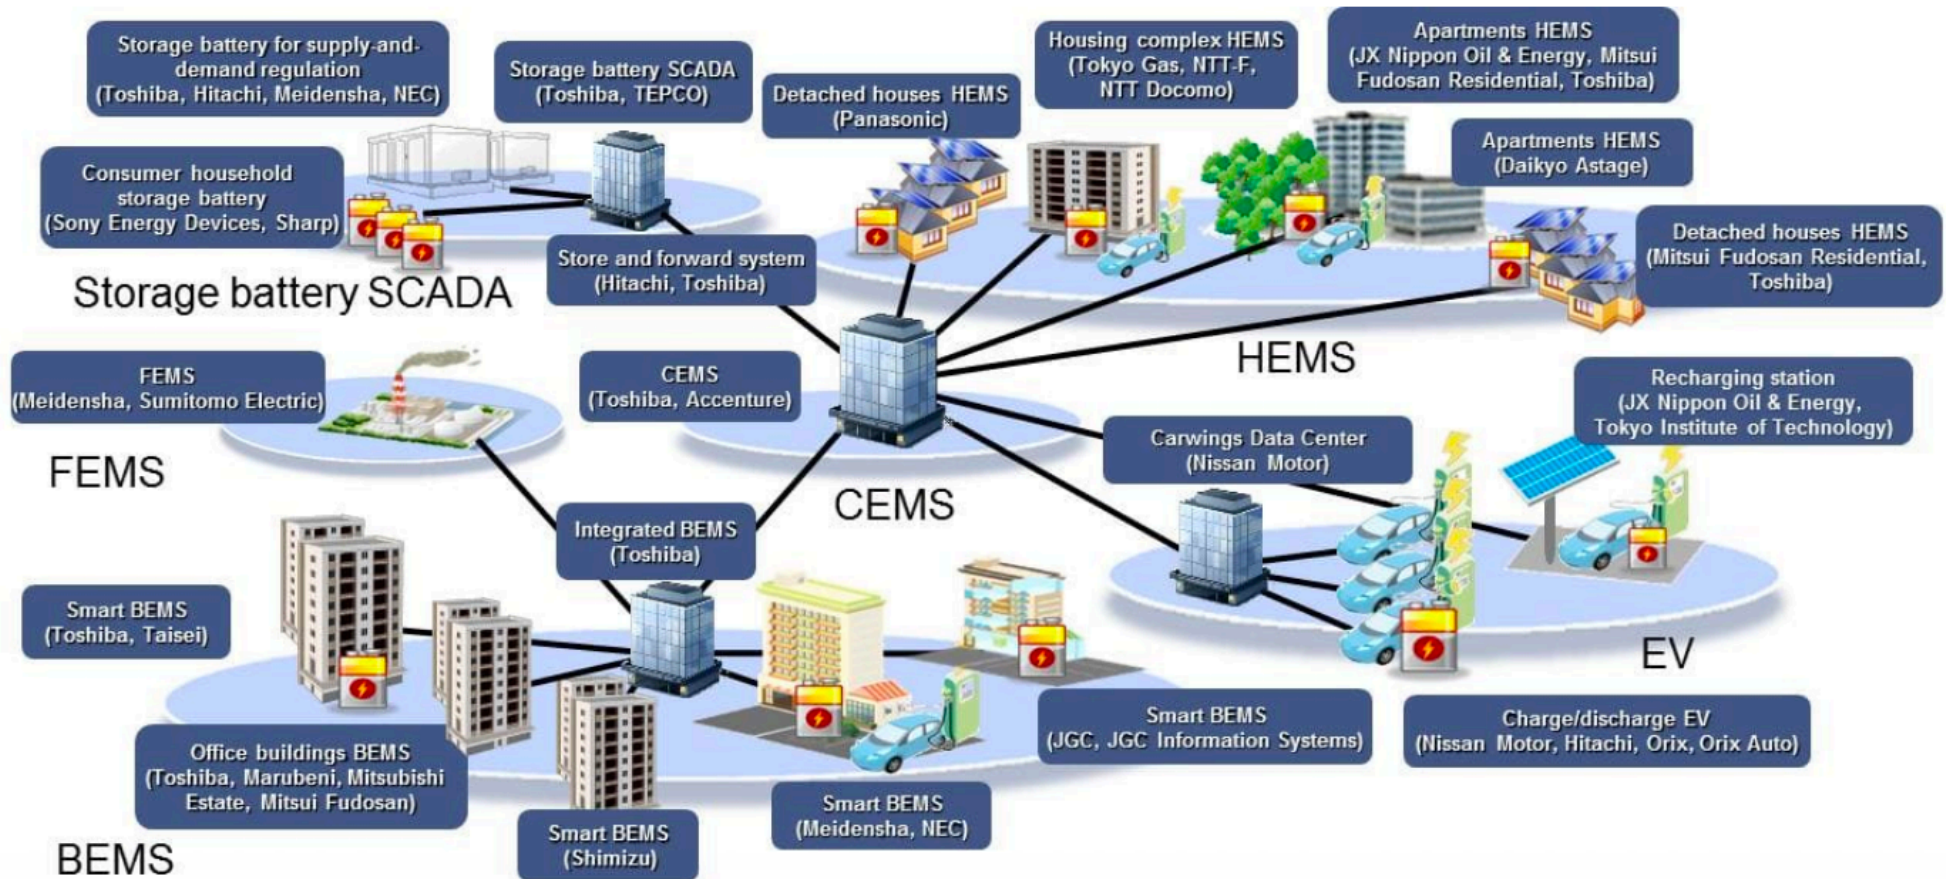 Storage battery for supply-and-
demand regulation
(Toshiba, Hitachi, Meidensha, NEC)
Storage battery SCADA
(Toshiba, TEPCO)
Detached houses HEMS
(Panasonic)
Housing complex HEMS
(Tokyo Gas, NTT-F,
NTT Docomo)
Apartments HEMS
(JX Nippon Oil & Energy, Mitsui
Fudosan Residential, Toshiba)
Apartments HEMS
(Daikyo Astage)
Consumer household
storage battery
(Sony Energy Devices, Sharp)
Store and forward system
(Hitachi, Toshiba)
Detached houses HEMS
(Mitsui Fudosan Residential,
Toshiba)
Storage battery SCADA
HEMS
FEMS
(Meidensha, Sumitomo Electric)
CEMS
(Toshiba, Accenture)
Recharging station
(JX Nippon Oil & Energy,
Tokyo Institute of Technology)
Carwings Data Center
(Nissan Motor)
FEMS
CEMS
Integrated BEMS
(Toshiba)
Smart BEMS
(Toshiba, Taisei)
EV
Office buildings BEMS
(Toshiba, Marubeni, Mitsubishi
Estate, Mitsui Fudosan)
Smart BEMS
(Shimizu)
Smart BEMS
(Meidensha, NEC)
Smart BEMS
(JGC, JGC Information Systems)
Charge/discharge EV
(Nissan Motor, Hitachi, Orix, Orix Auto)
BEMS